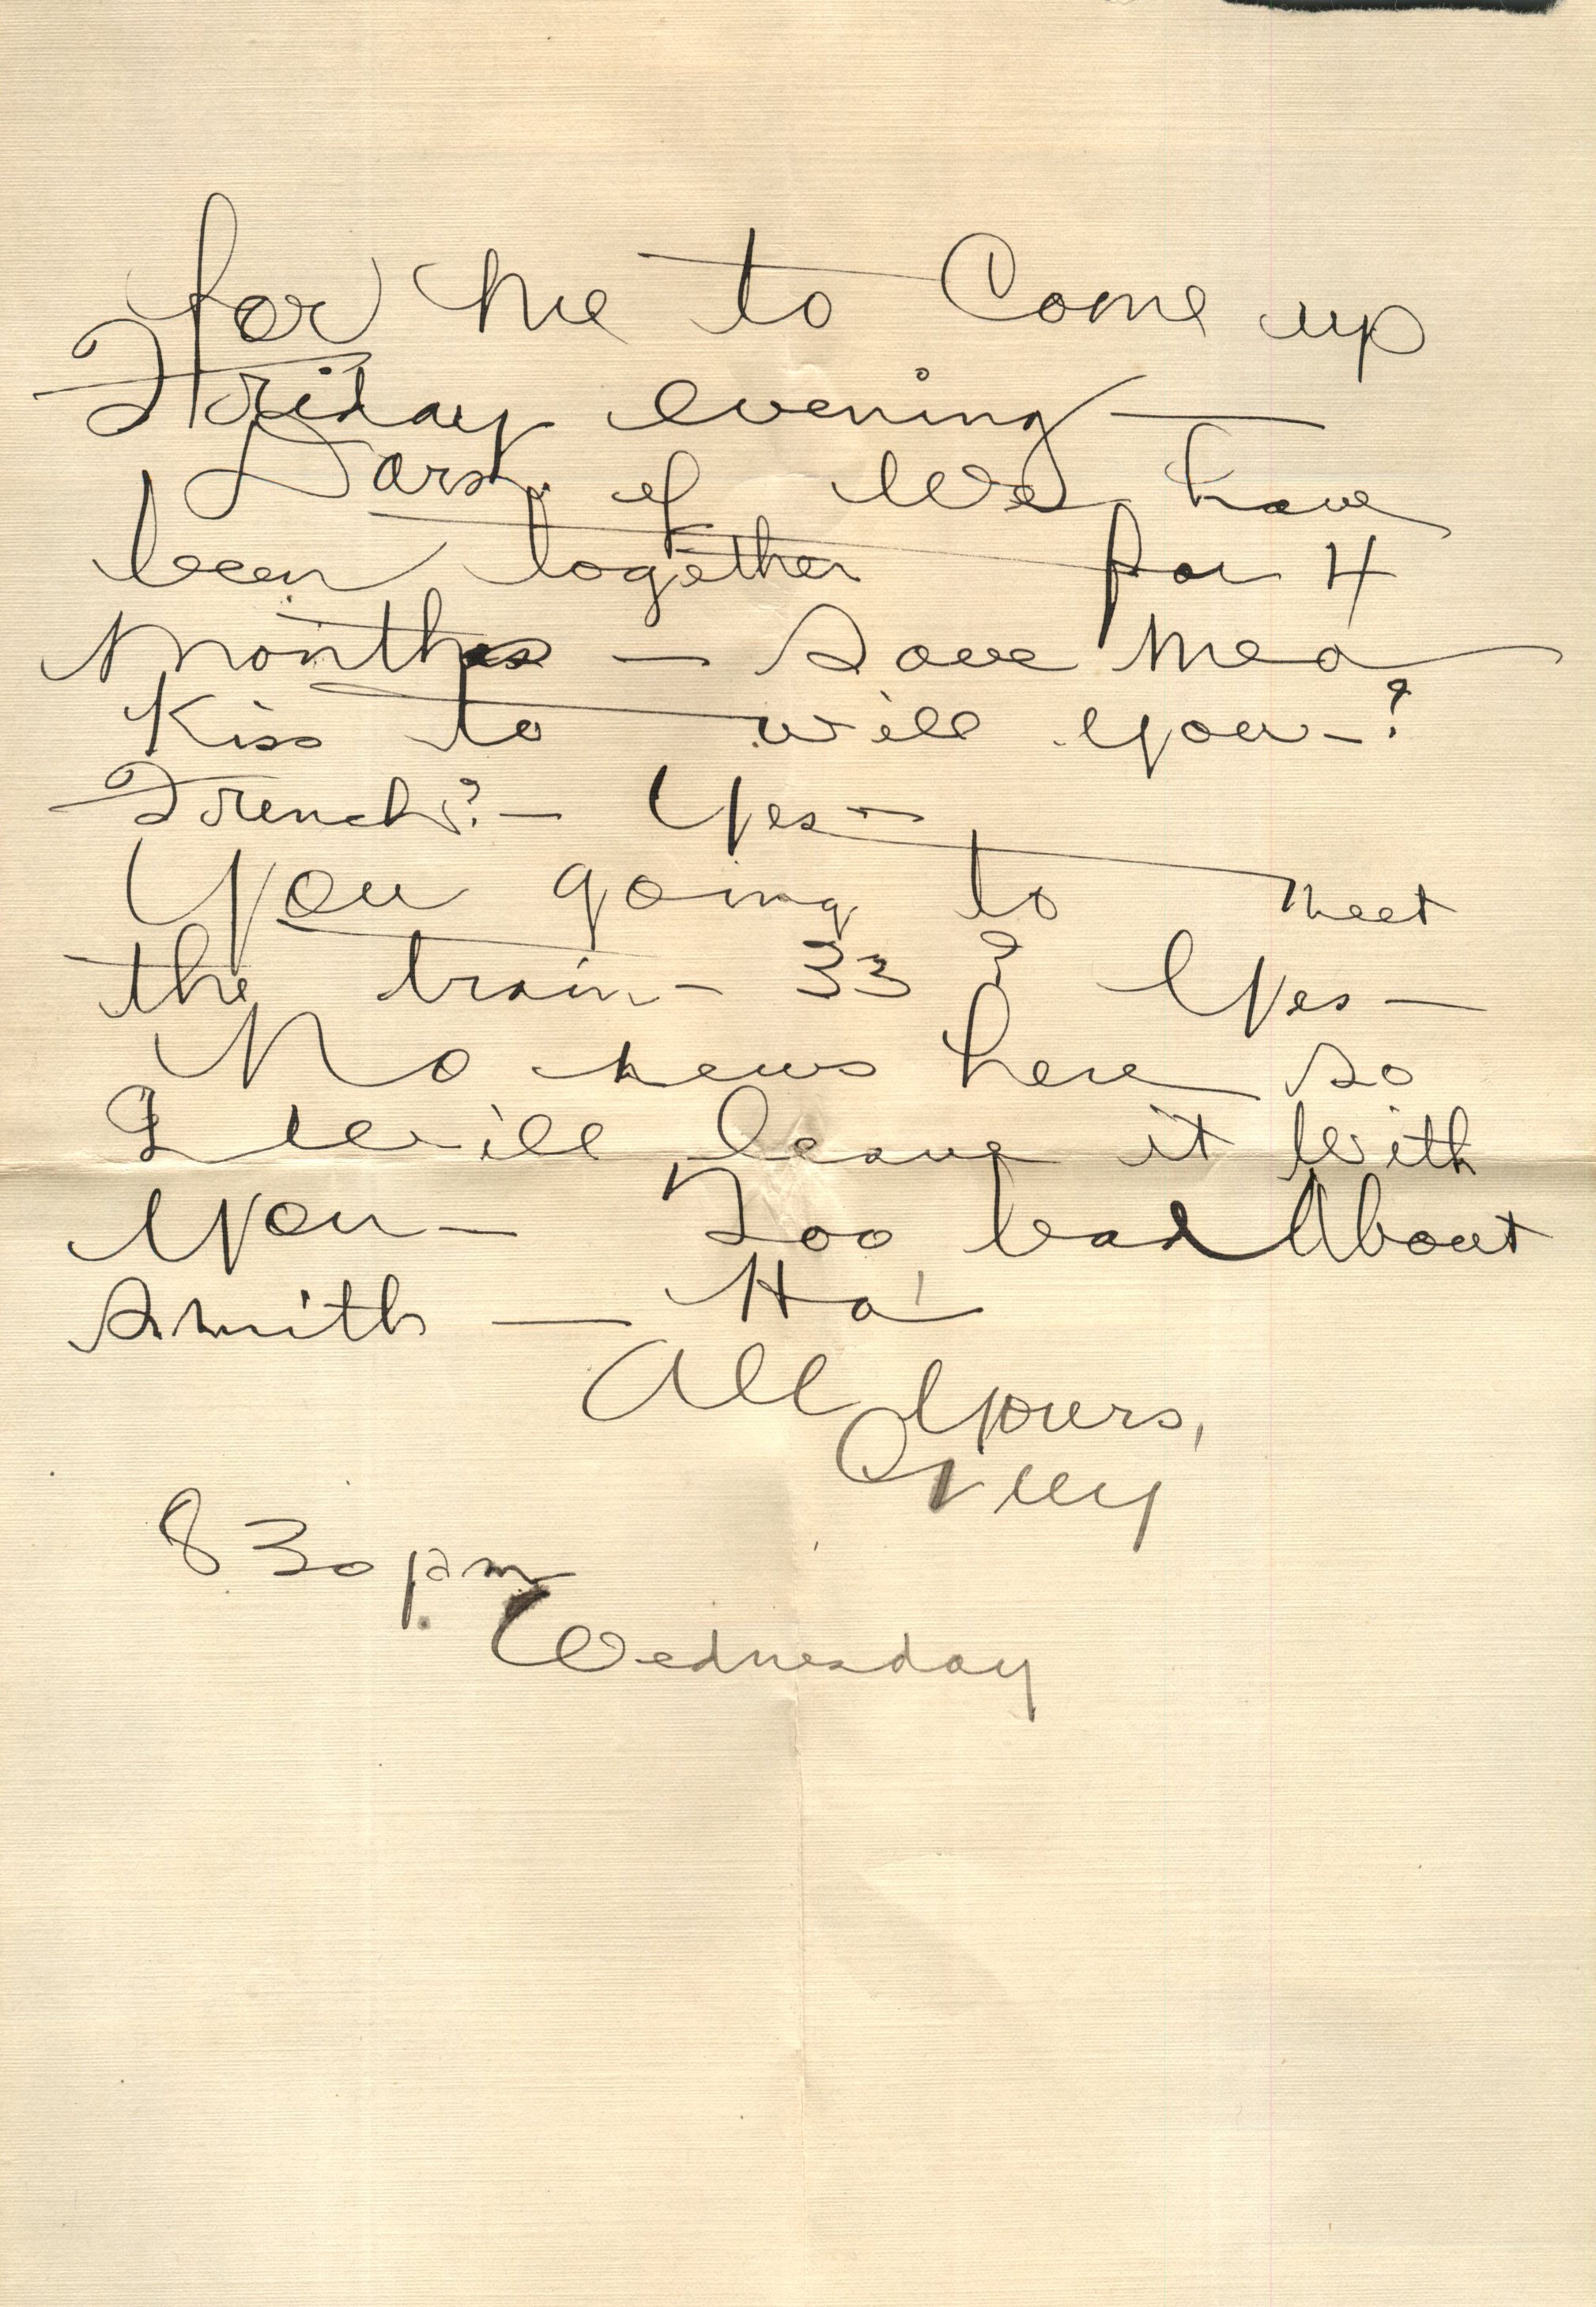 for me to Come up
Friday evening —
Dars. if We have
been together for 4
months — Save me a
Kiss to will you - ?
French? - Yes -
You going to meet
the train - 33 ? Yes -
No news here so
I will leave it with
You - Too bad About
Smith — Ha'
All Yours,
8 30 pm
Wednesday